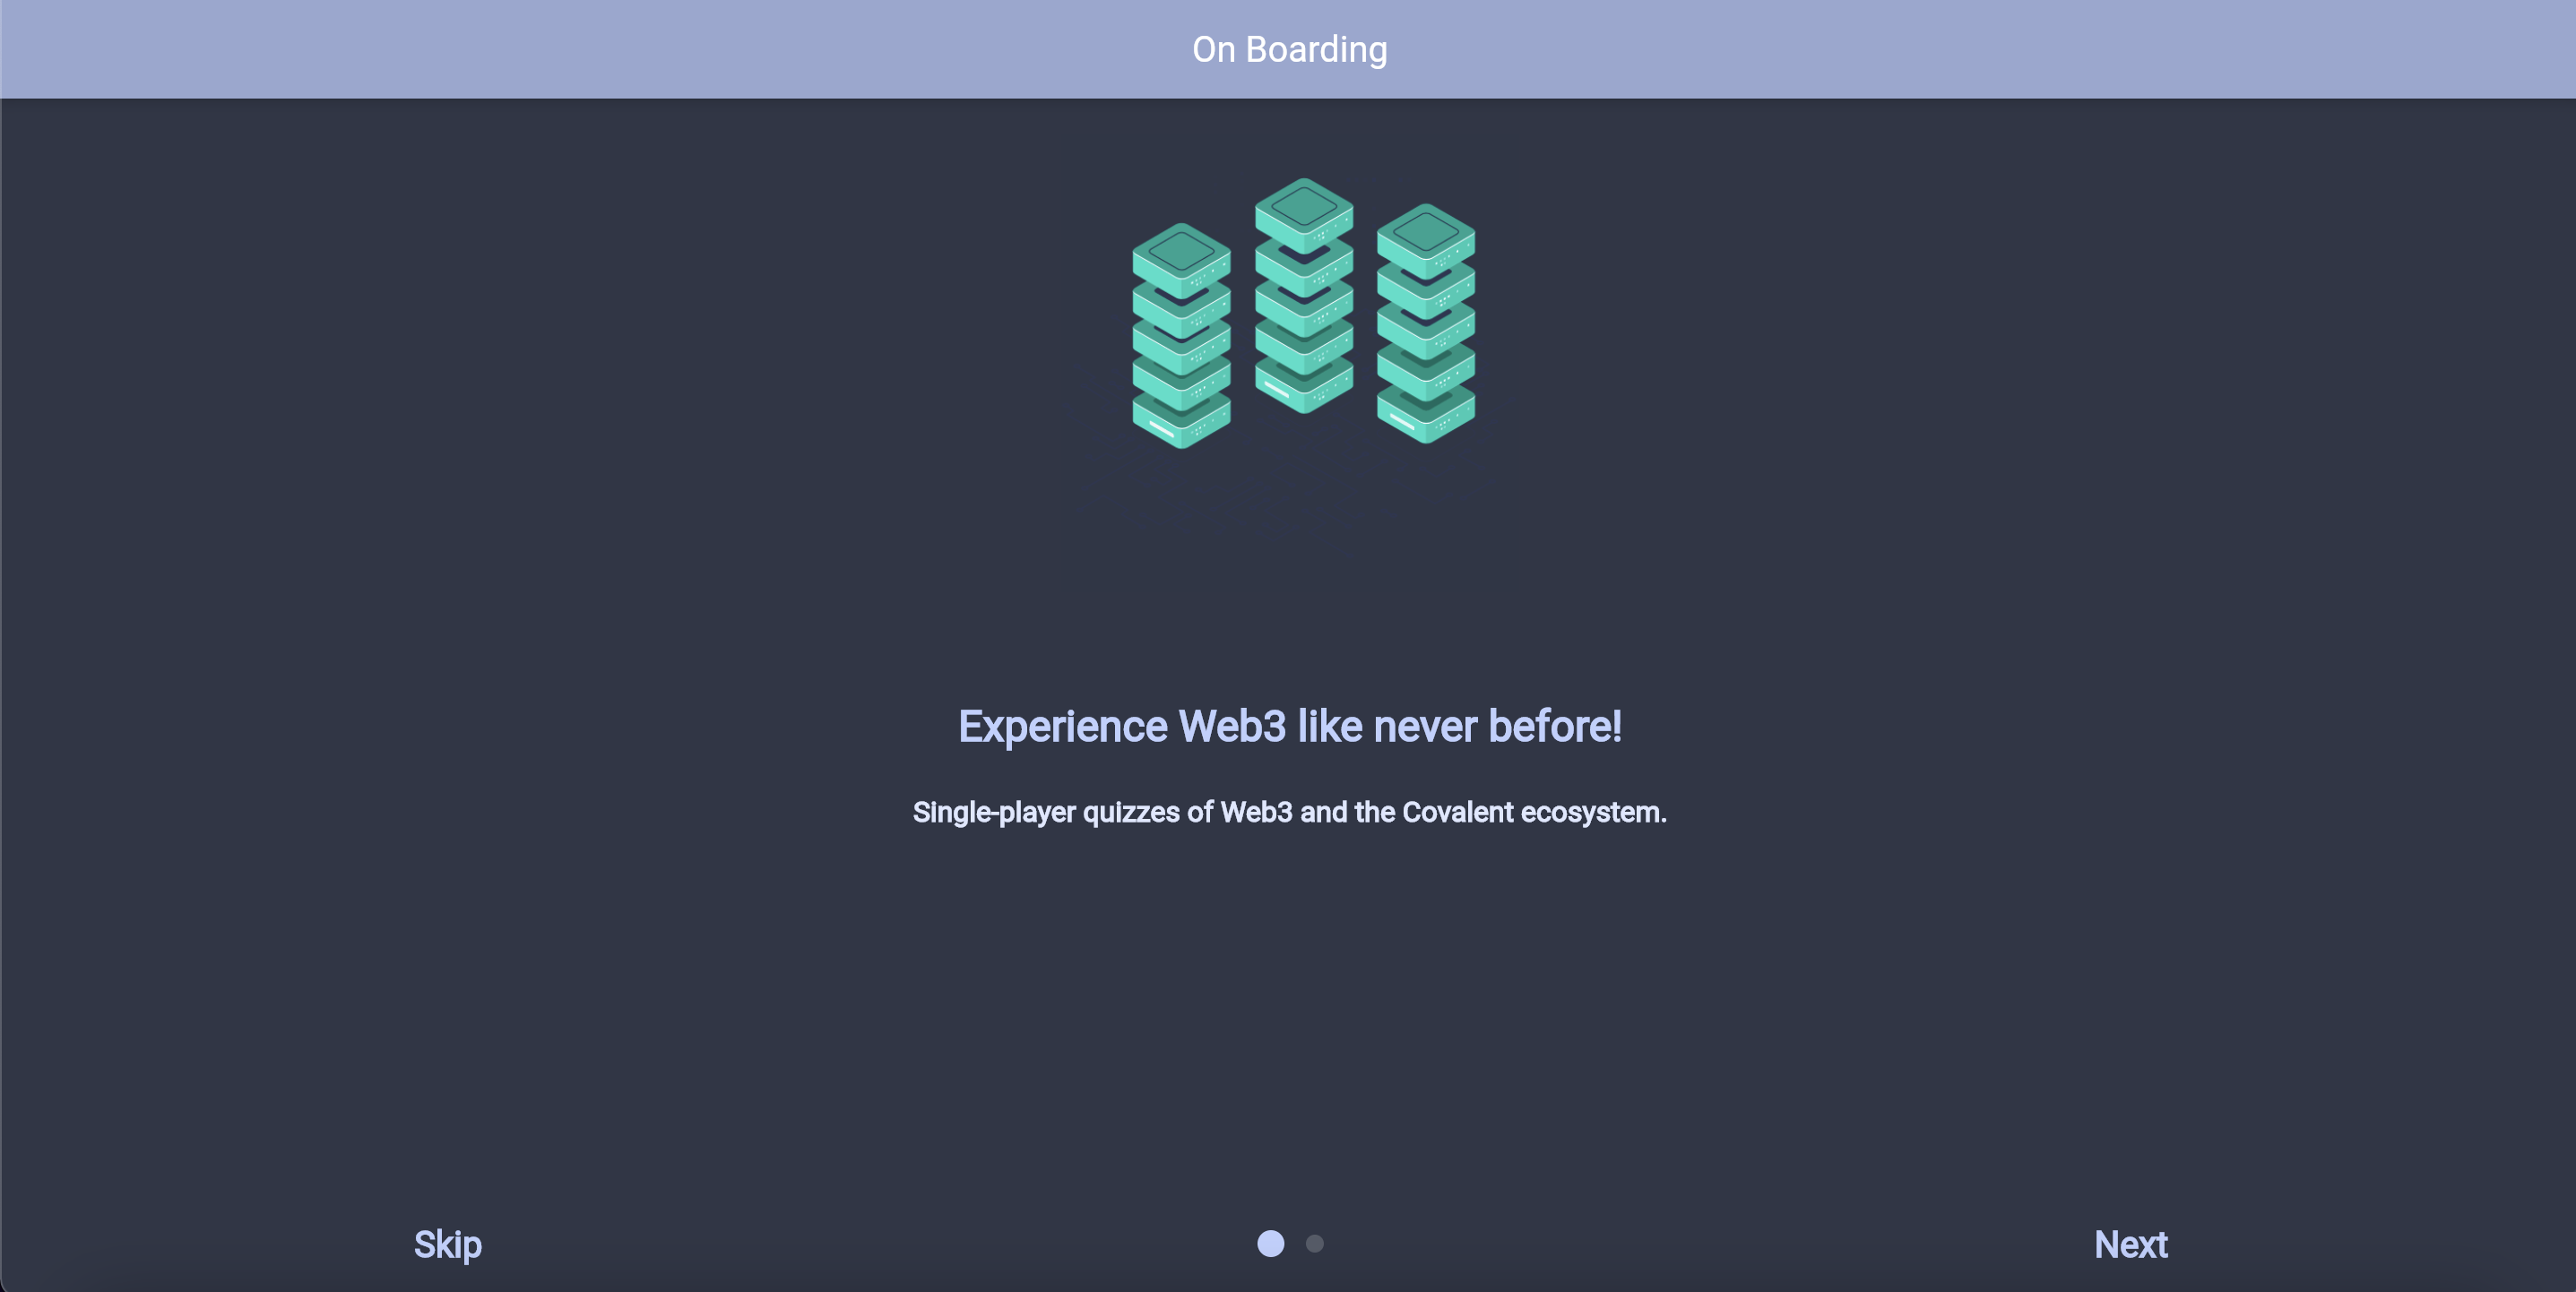 On Boarding
Experience Web3 like never before!
Single-player quizzes of Web3 and the Covalent ecosystem.
Skip
Next